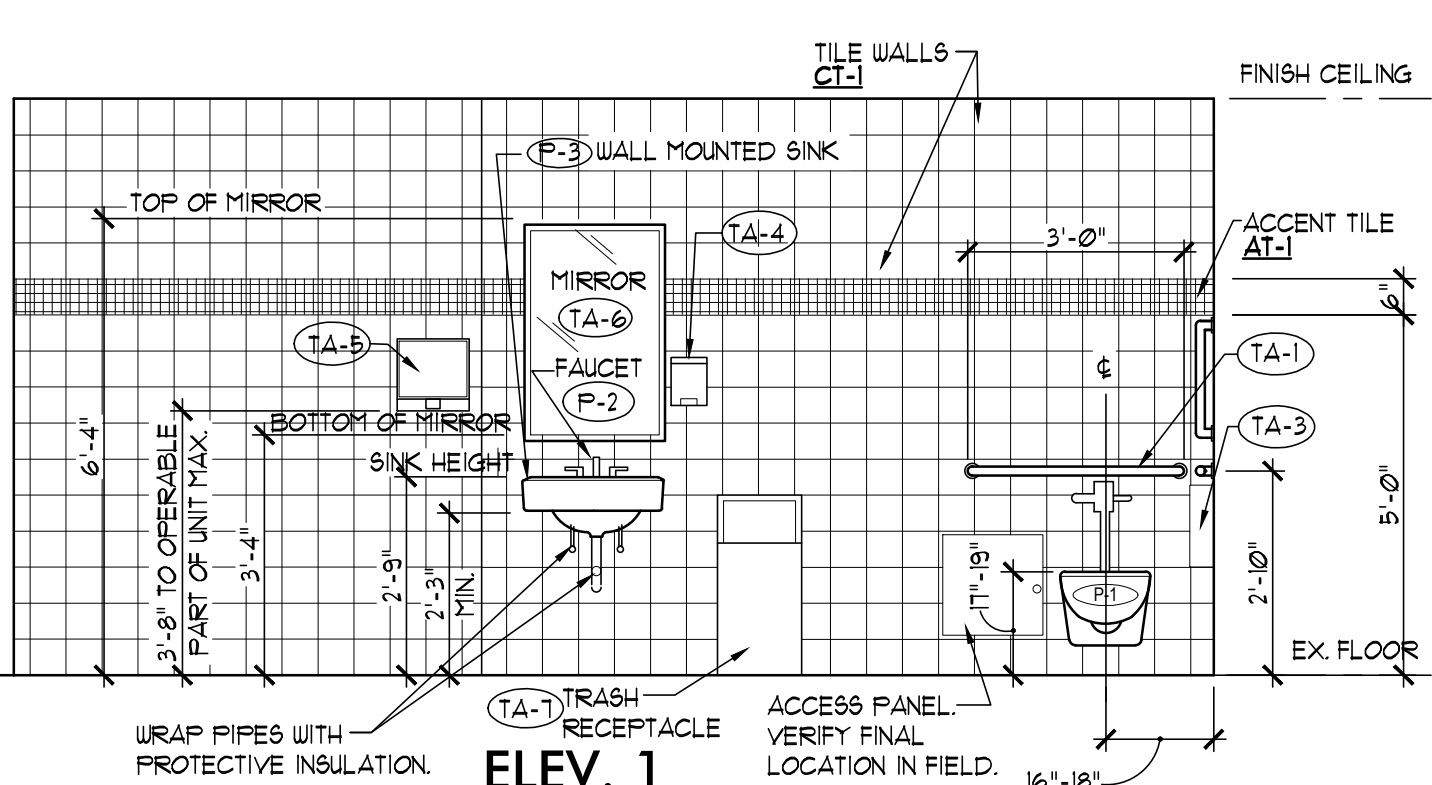 TILE WALLS
CT-1
FINISH CEILING
P-3 WALL MOUNTED SINK
TOP OF MIRROR
TA-4
3'-0"
ACCENT TILE
AT-1
MIRROR
TA-6
6"
TA-5
FAUCET
P-2
℄
TA-1
BOTTOM OF MIRROR
TA-3
SINK HEIGHT
6'-4"
3'-8" TO OPERABLE
PART OF UNIT MAX.
3'-4"
2'-9"
2'-3"
MIN.
17"-19"
P-1
2'-10"
5'-0"
EX. FLOOR
TA-7 TRASH
RECEPTACLE
ACCESS PANEL.
VERIFY FINAL
LOCATION IN FIELD.
WRAP PIPES WITH
PROTECTIVE INSULATION.
ELEV. 1
16"-18"